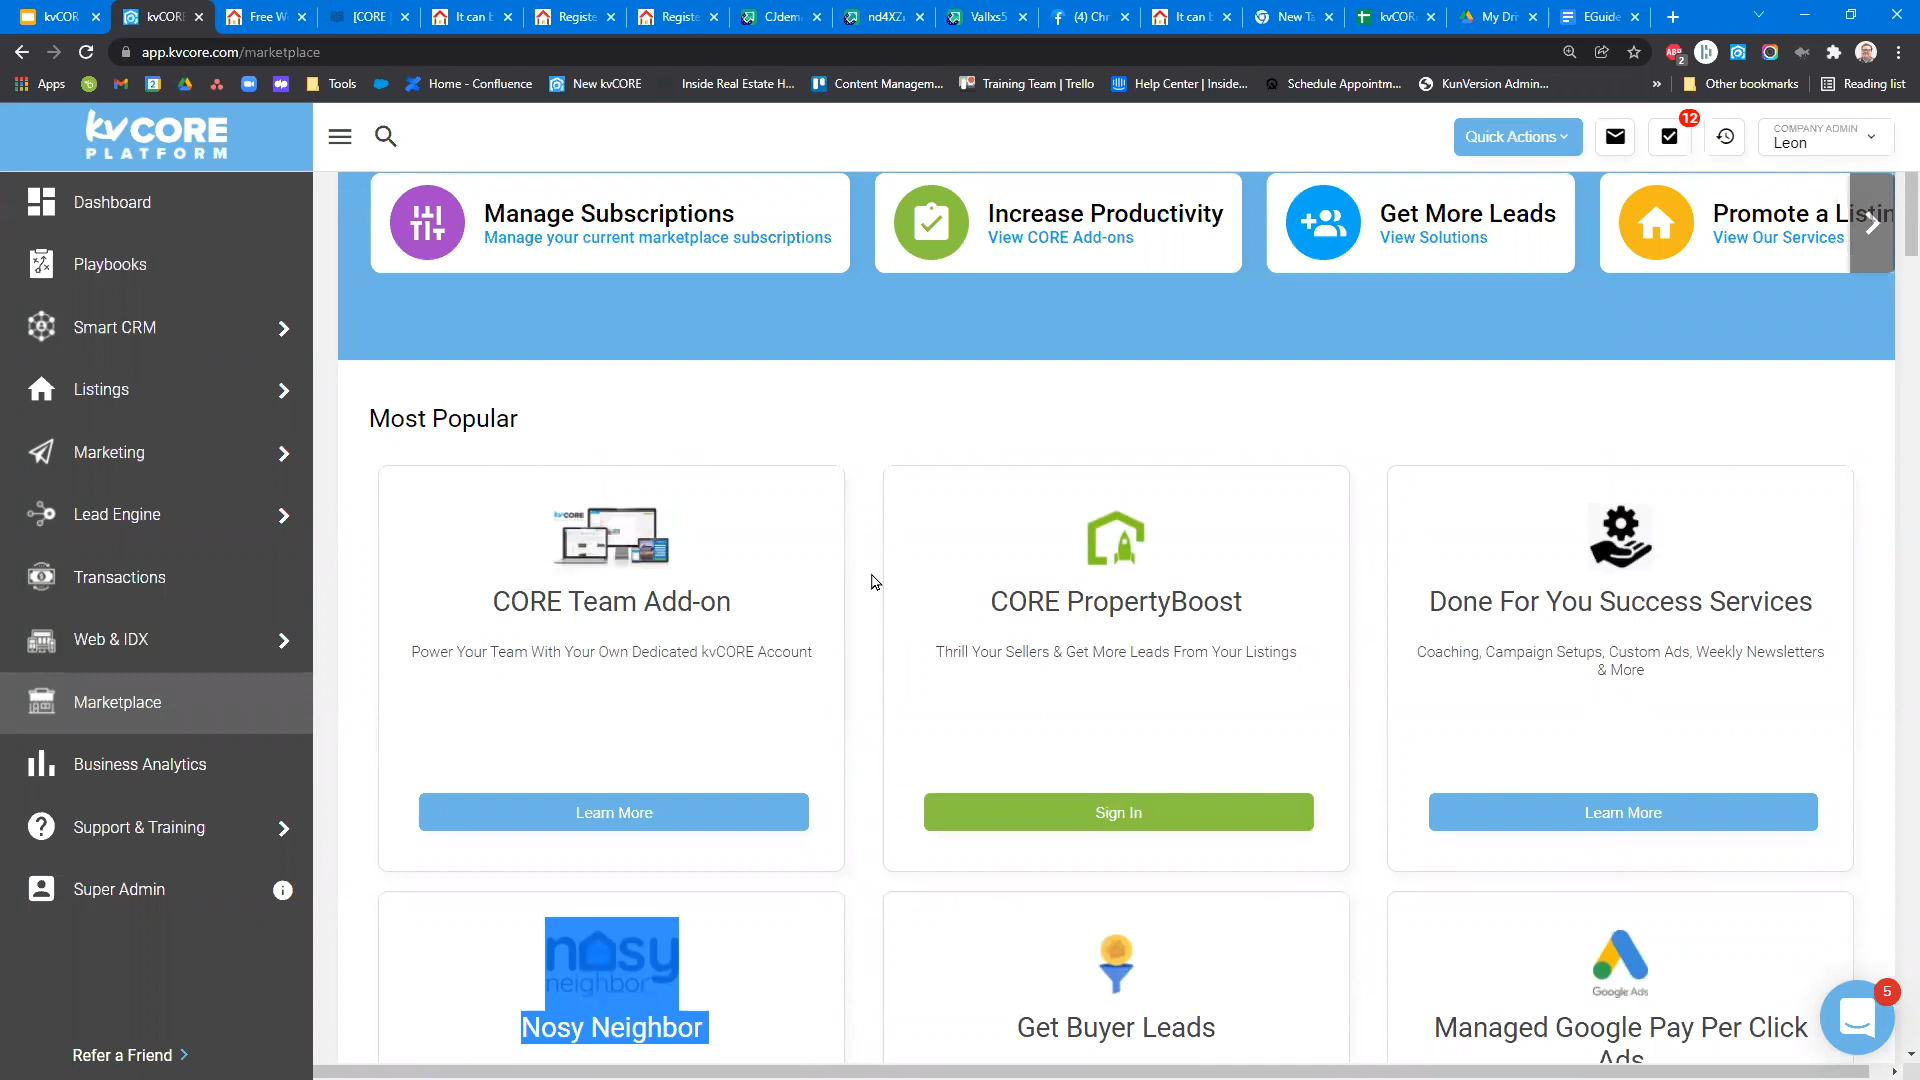 kvCOR
kvCORE
Free W
[CORE
It can b
Registe
Registe
CJdem
nd4XZ
Vallxs5
(4) Chr
It can b
New Ta
kvCOR
My Dri
EGuide
app.kvcore.com/marketplace
2
Apps
Tools
Home - Confluence
New kvCORE
Inside Real Estate H...
Content Managem...
Training Team | Trello
Help Center | Inside...
Schedule Appointm...
KunVersion Admin...
»
Other bookmarks
Reading list
kvCORE
PLATFORM
Quick Actions
12
COMPANY ADMIN
Leon
Dashboard
Playbooks
Smart CRM
Listings
Marketing
Lead Engine
Transactions
Web & IDX
Marketplace
Business Analytics
Support & Training
Super Admin
Refer a Friend
Manage Subscriptions
Manage your current marketplace subscriptions
Increase Productivity
View CORE Add-ons
Get More Leads
View Solutions
Promote a Listin
View Our Services
Most Popular
kvCORE
CORE Team Add-on
Power Your Team With Your Own Dedicated kvCORE Account
Learn More
CORE PropertyBoost
Thrill Your Sellers & Get More Leads From Your Listings
Sign In
Done For You Success Services
Coaching, Campaign Setups, Custom Ads, Weekly Newsletters
& More
Learn More
nosy
neighbor
Nosy Neighbor
Get Buyer Leads
Google Ads
Managed Google Pay Per Click
Ads
5